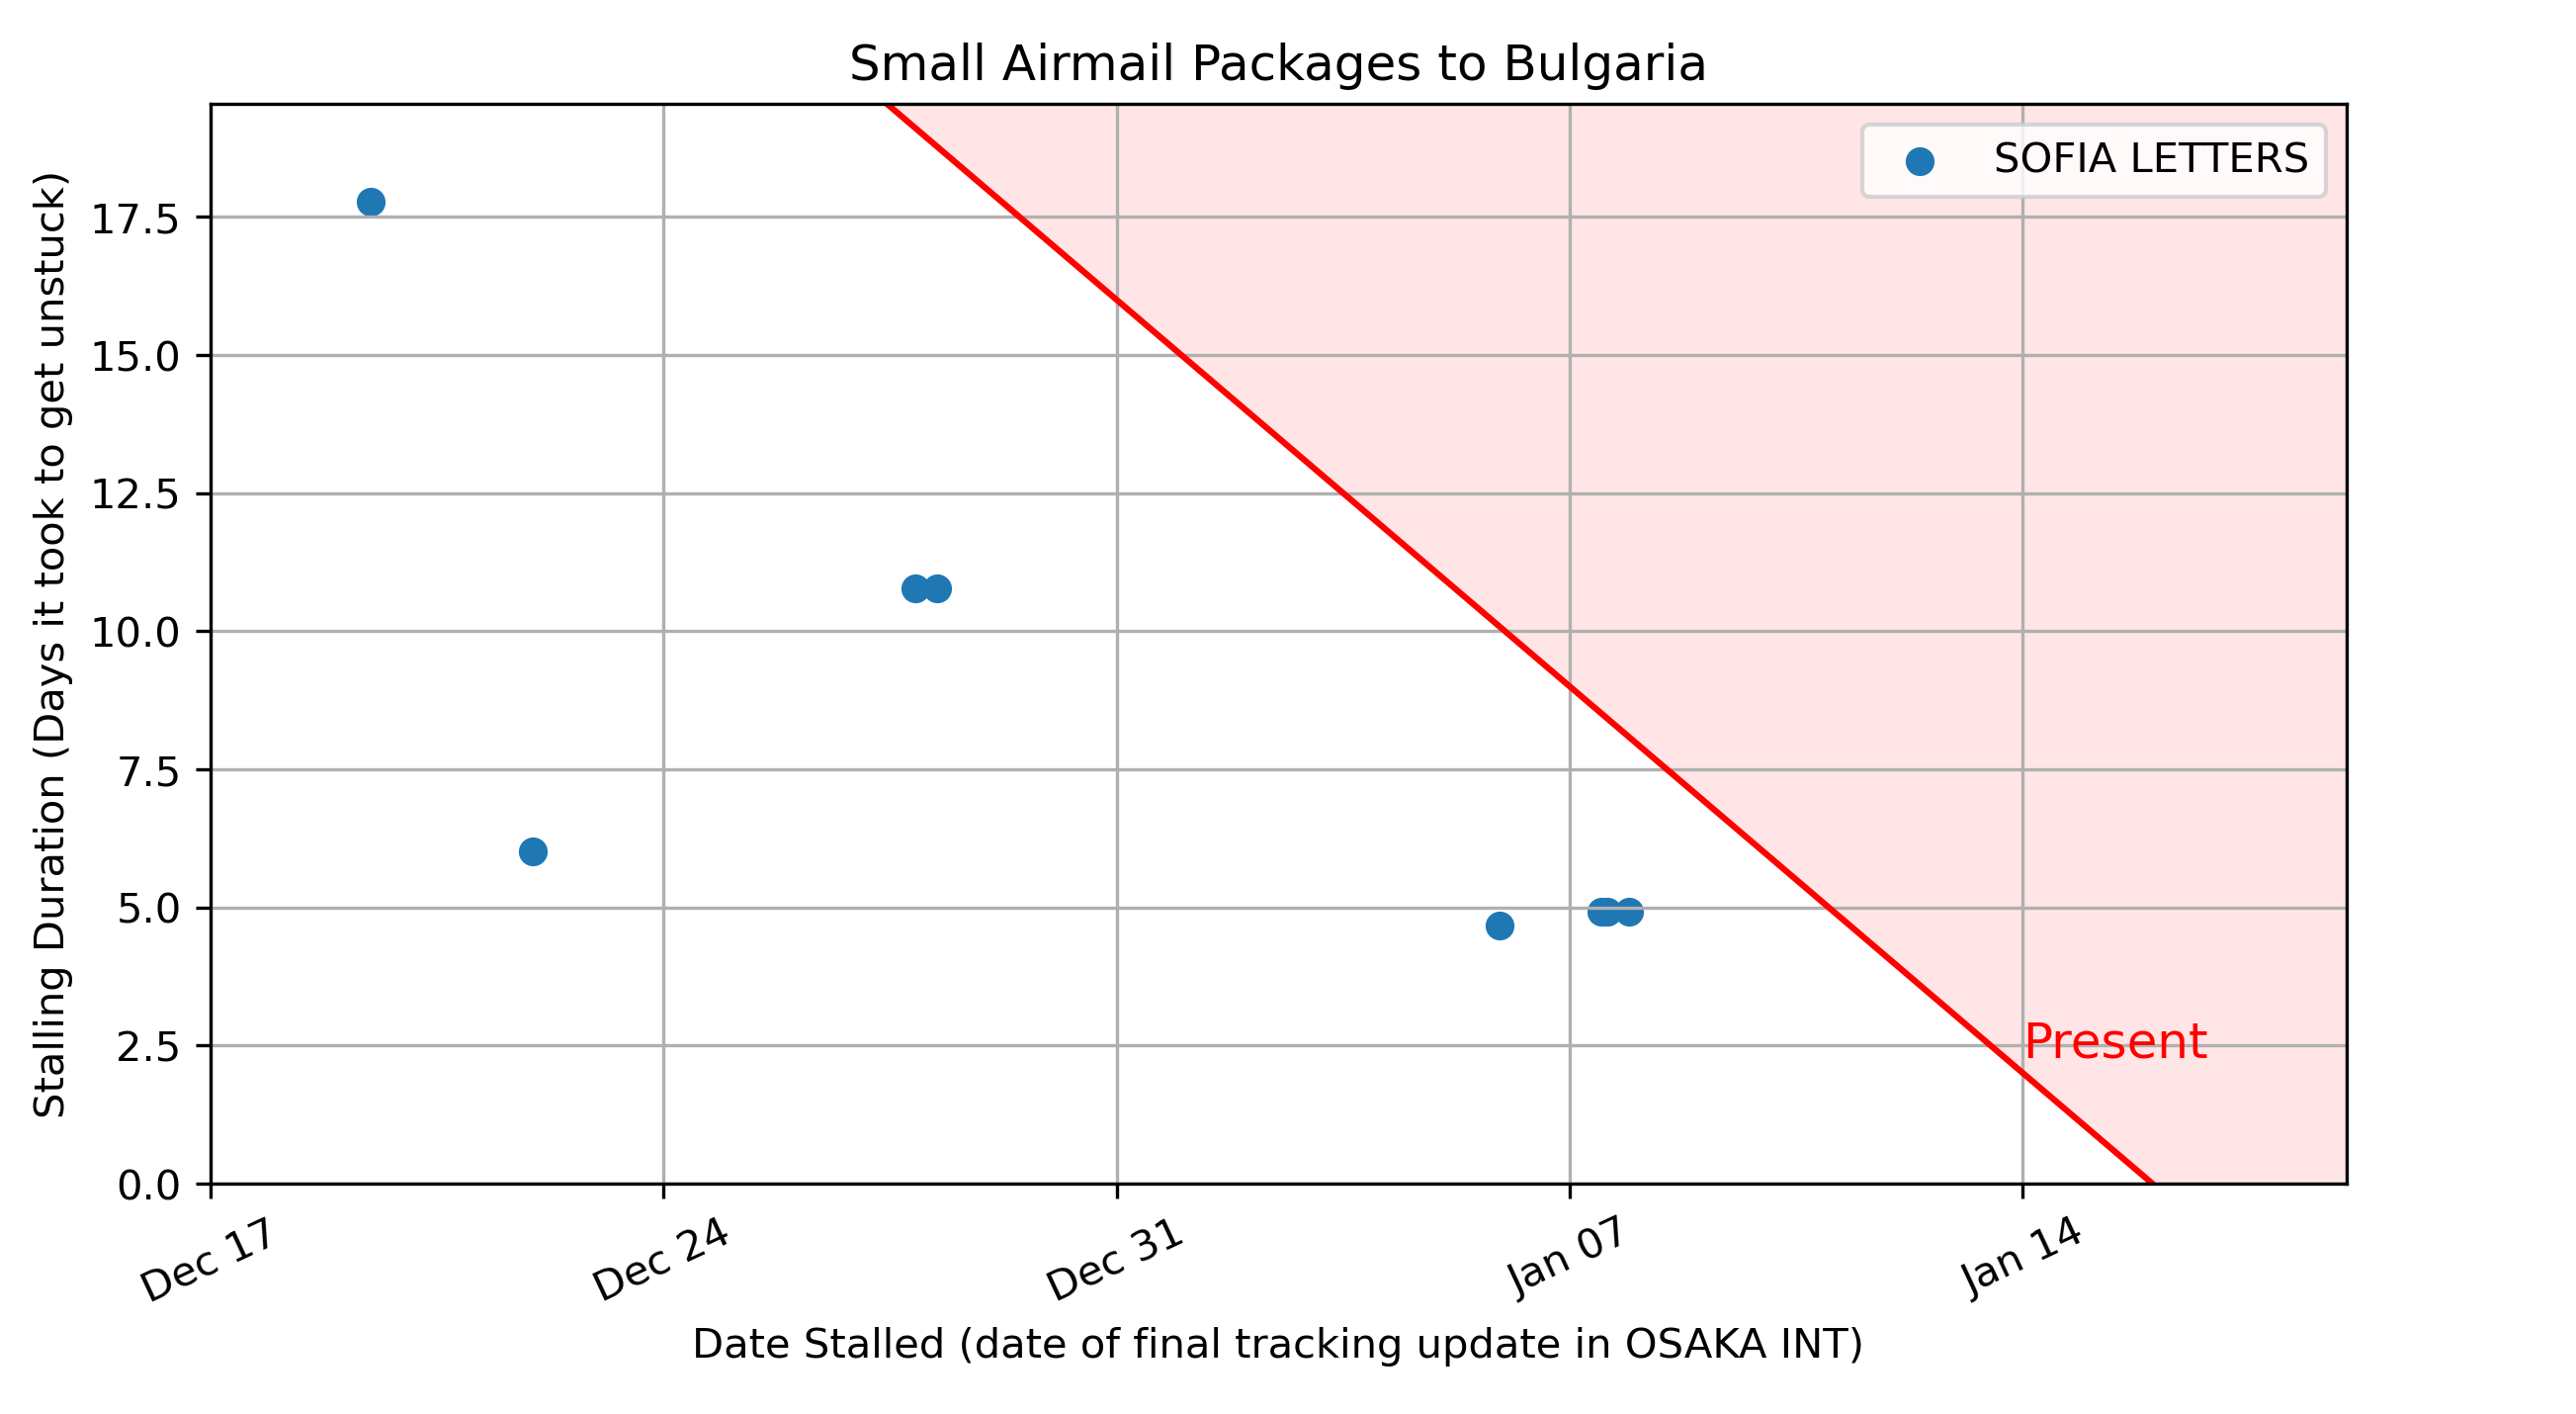 Small Airmail Packages to Bulgaria
SOFIA LETTERS
Stalling Duration (Days it took to get unstuck)
17.5
15.0
12.5
10.0
7.5
5.0
2.5
0.0
Present
Dec 17
Dec 24
Dec 31
Jan 07
Jan 14
Date Stalled (date of final tracking update in OSAKA INT)